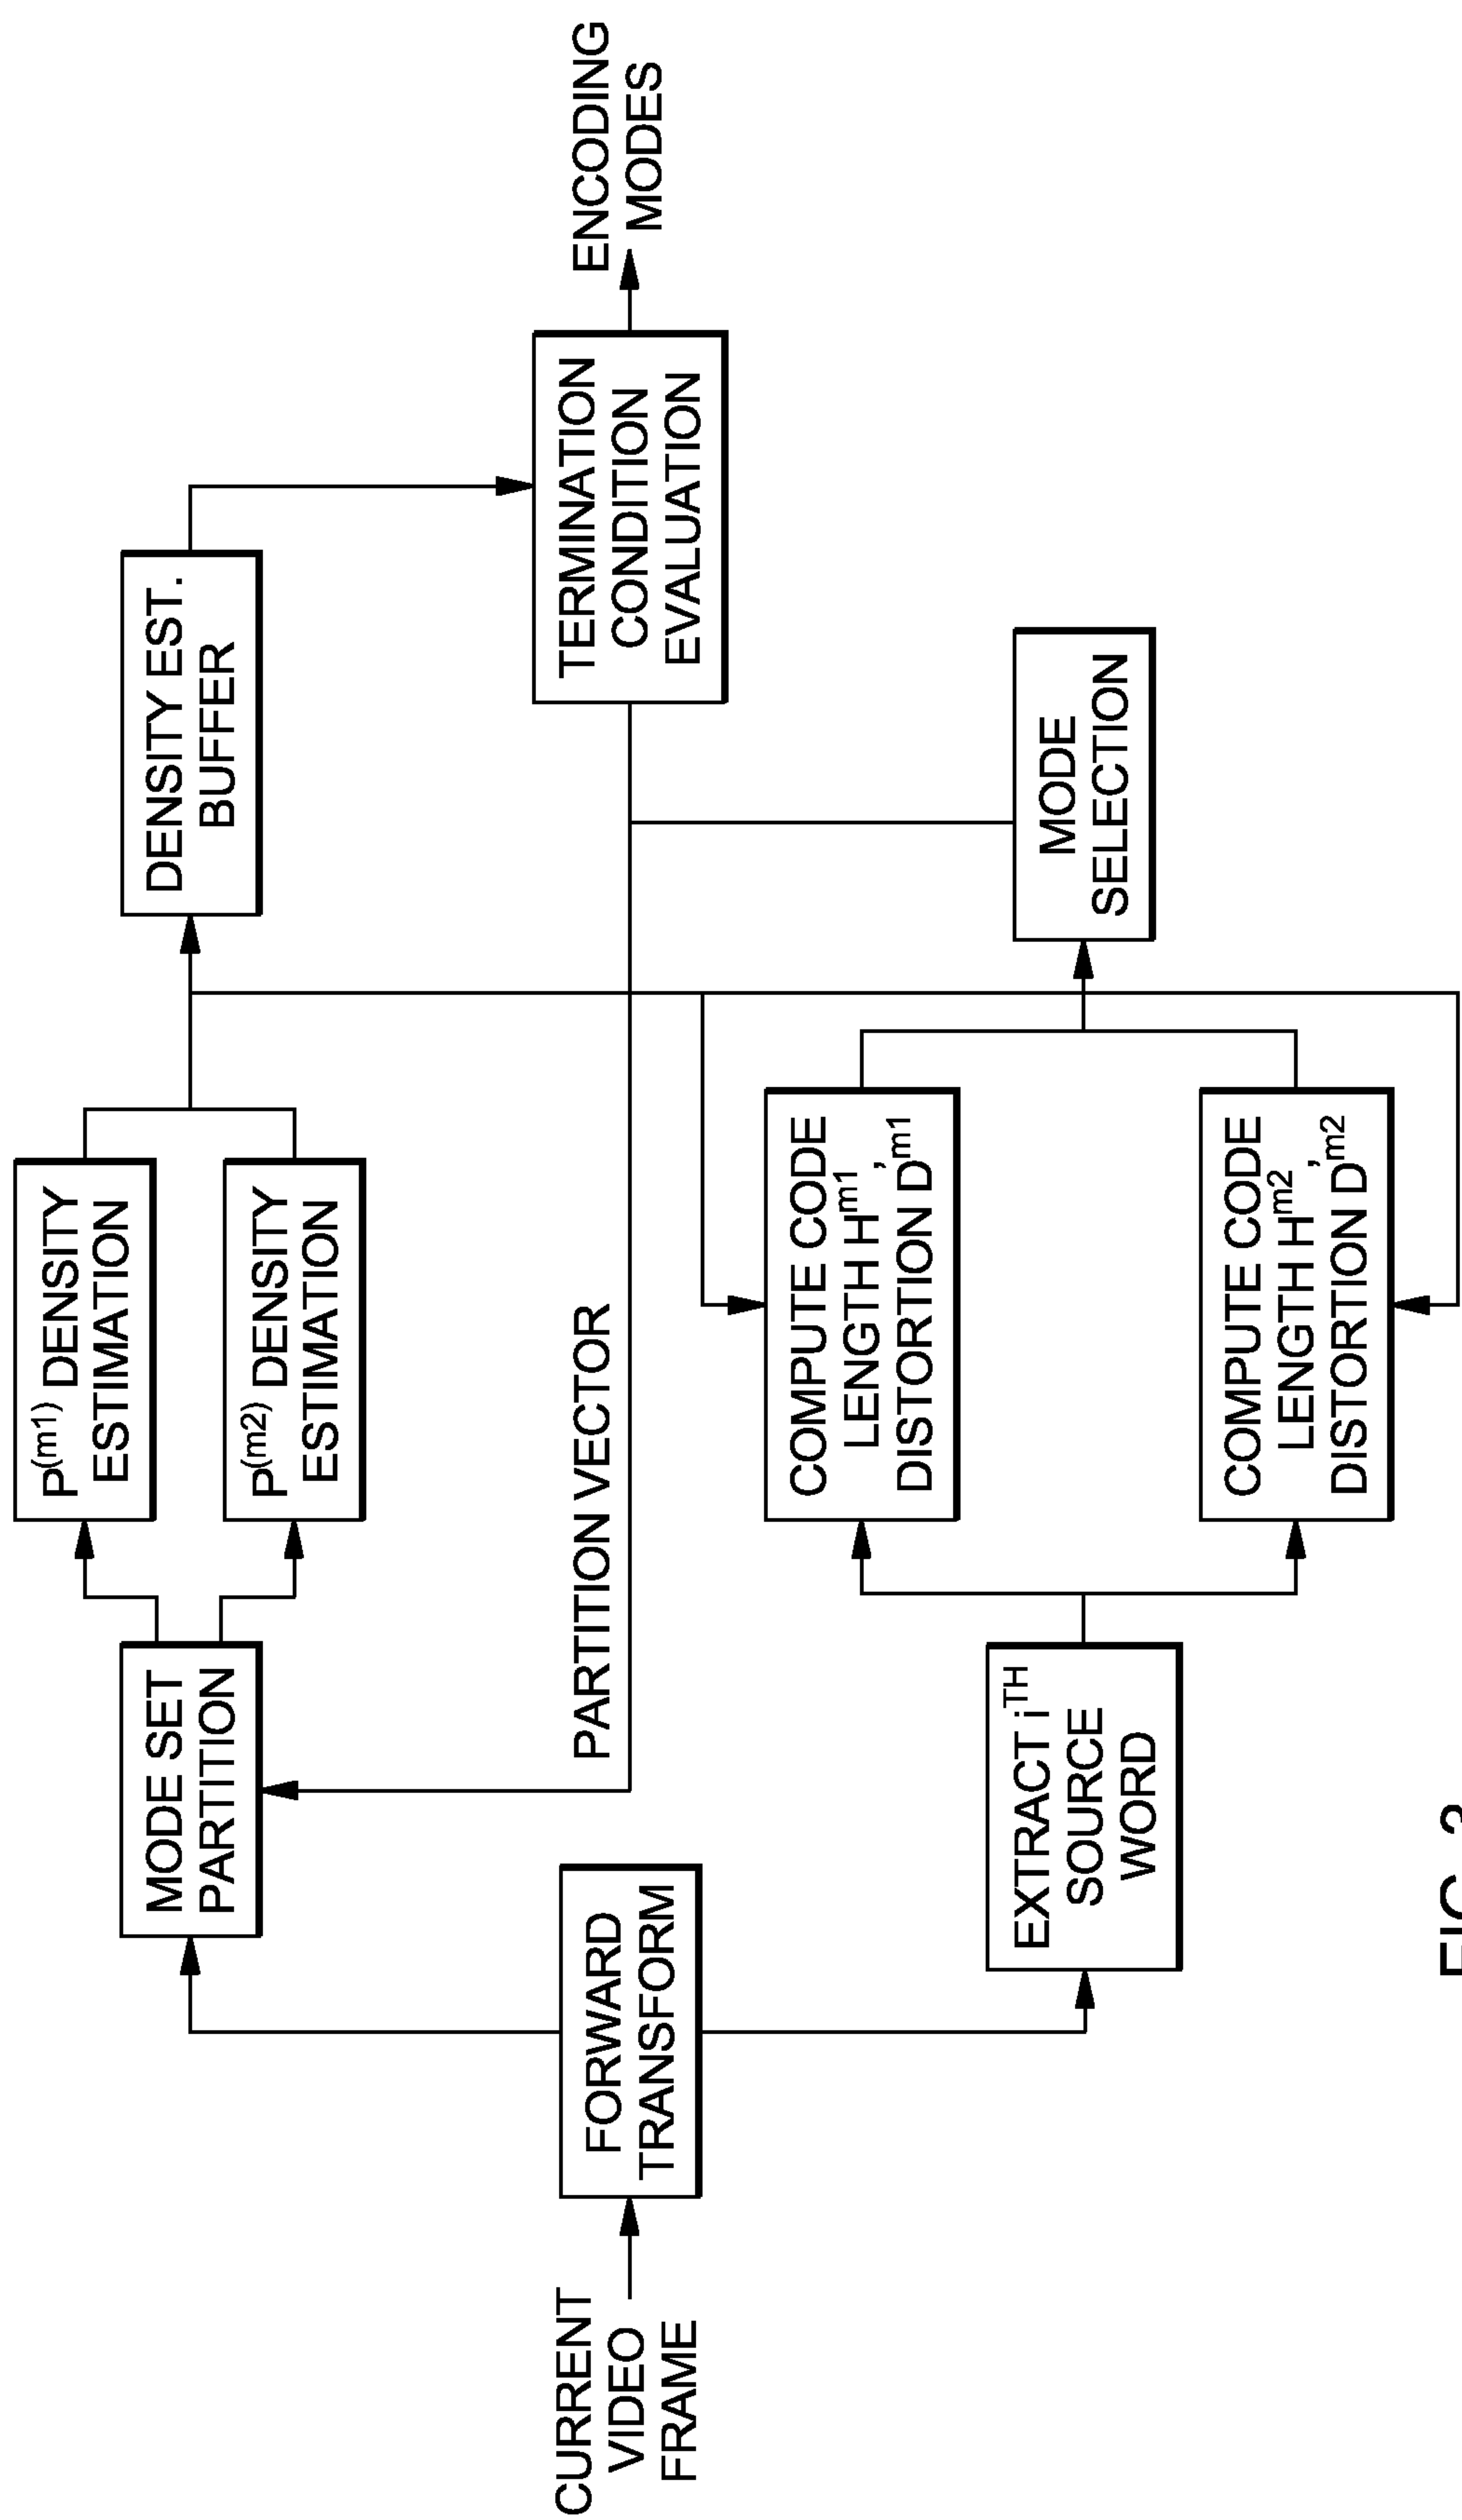 CURRENT
VIDEO
FRAME
FORWARD
TRANSFORM
MODE SET
PARTITION
P(m1) DENSITY
ESTIMATION
P(m2) DENSITY
ESTIMATION
DENSITY EST.
BUFFER
PARTITION VECTOR
TERMINATION
CONDITION
EVALUATION
ENCODING
MODES
EXTRACT iTH
SOURCE
WORD
COMPUTE CODE
LENGTH Hm1,
DISTORTION Dm1
COMPUTE CODE
LENGTH Hm2,
DISTORTION Dm2
MODE
SELECTION